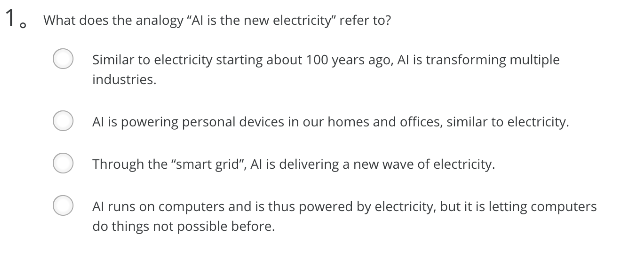 1。 What does the analogy “AI is the new electricity” refer to?
Similar to electricity starting about 100 years ago, AI is transforming multiple
industries.
AI is powering personal devices in our homes and offices, similar to electricity.
Through the “smart grid”, AI is delivering a new wave of electricity.
AI runs on computers and is thus powered by electricity, but it is letting computers
do things not possible before.